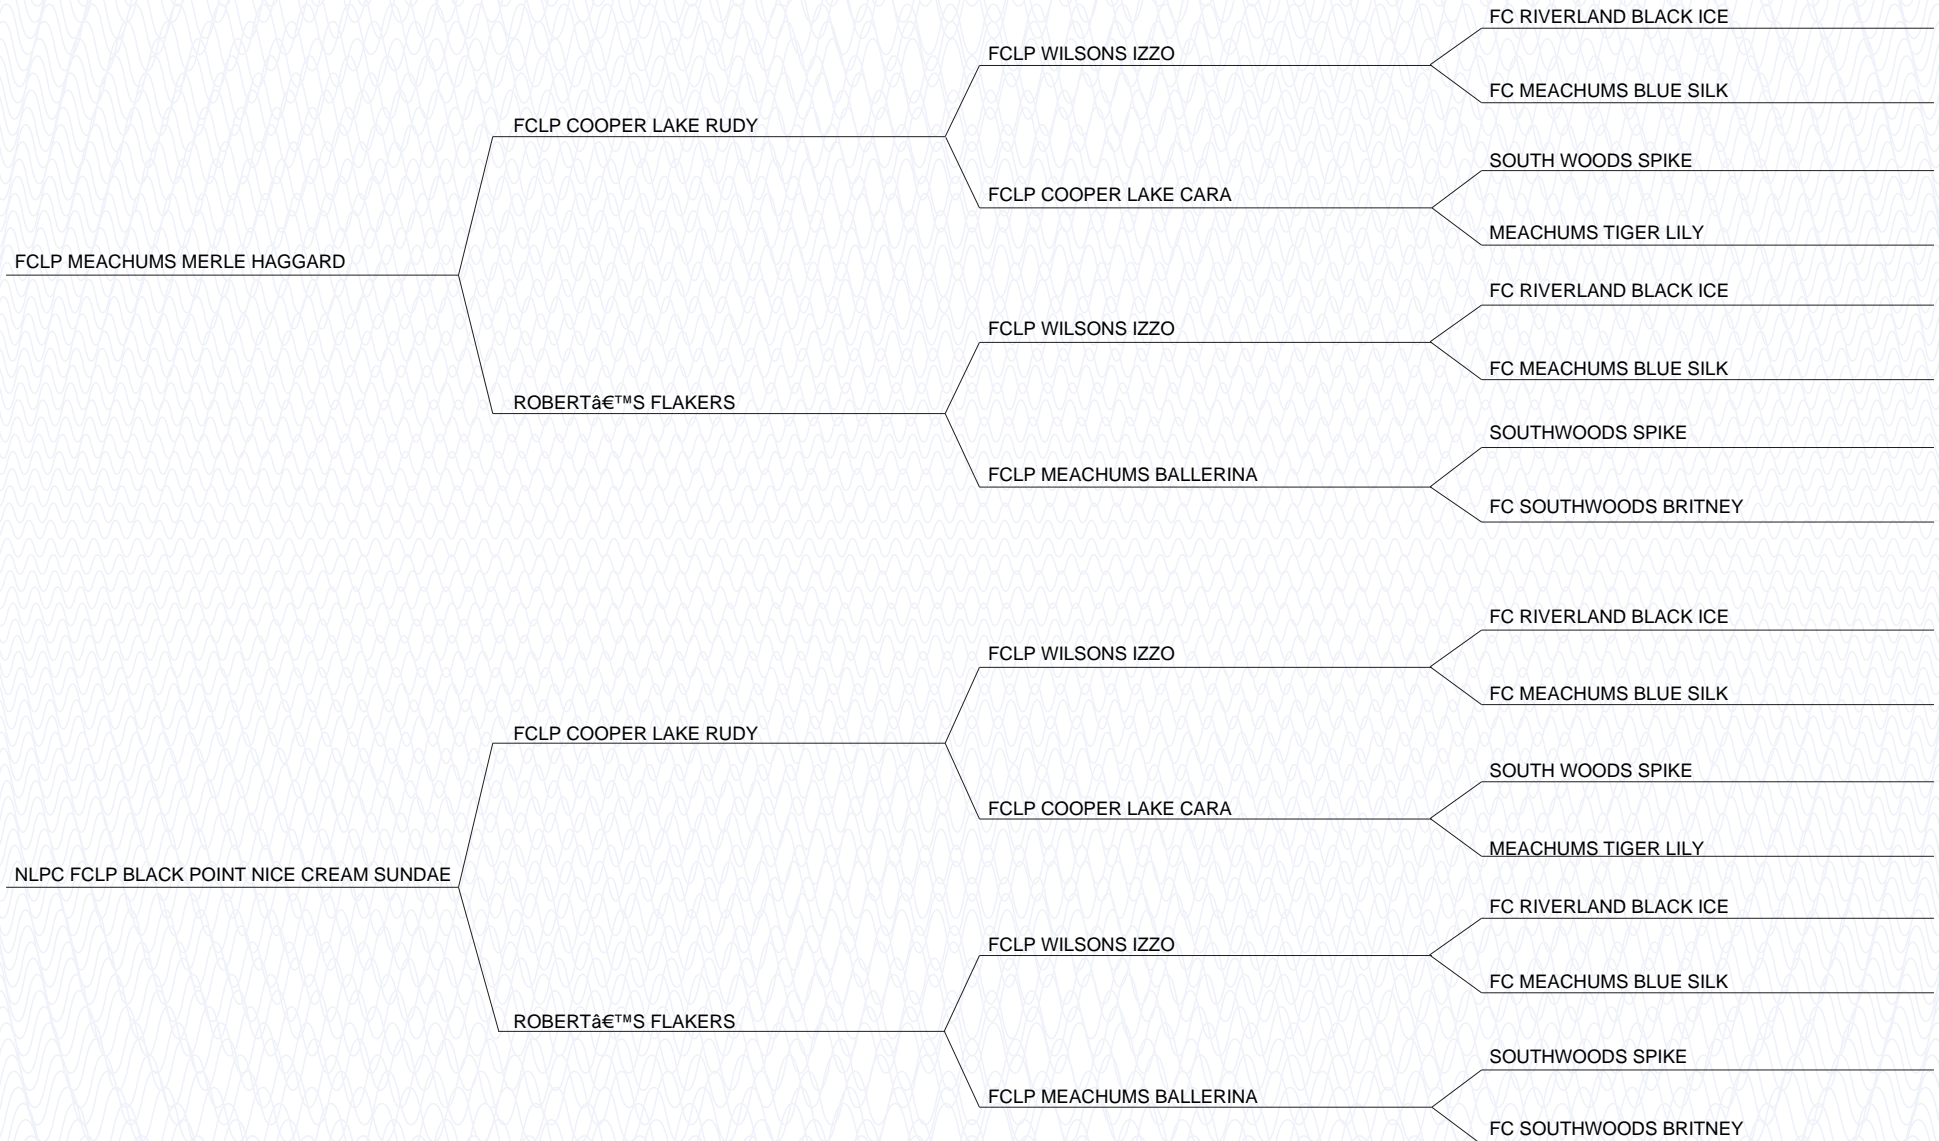 FC RIVERLAND BLACK ICE
FCLP WILSONS IZZO
FC MEACHUMS BLUE SILK
FCLP COOPER LAKE RUDY
SOUTH WOODS SPIKE
FCLP COOPER LAKE CARA
MEACHUMS TIGER LILY
FCLP MEACHUMS MERLE HAGGARD
FC RIVERLAND BLACK ICE
FCLP WILSONS IZZO
FC MEACHUMS BLUE SILK
ROBERTâ€™S FLAKERS
SOUTHWOODS SPIKE
FCLP MEACHUMS BALLERINA
FC SOUTHWOODS BRITNEY
FC RIVERLAND BLACK ICE
FCLP WILSONS IZZO
FC MEACHUMS BLUE SILK
FCLP COOPER LAKE RUDY
SOUTH WOODS SPIKE
FCLP COOPER LAKE CARA
MEACHUMS TIGER LILY
NLPC FCLP BLACK POINT NICE CREAM SUNDAE
FC RIVERLAND BLACK ICE
FCLP WILSONS IZZO
FC MEACHUMS BLUE SILK
ROBERTâ€™S FLAKERS
SOUTHWOODS SPIKE
FCLP MEACHUMS BALLERINA
FC SOUTHWOODS BRITNEY